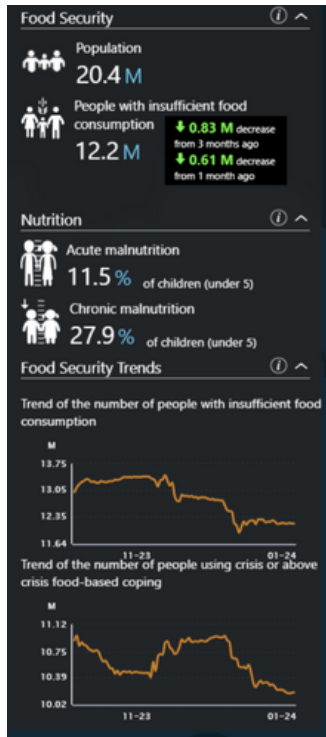 Food Security
Population
20.4 M
People with insufficient food
consumption
12.2 M
0.83 M decrease
from 3 months ago
0.61 M decrease
from 1 month ago
Nutrition
Acute malnutrition
11.5 % of children (under 5)
Chronic malnutrition
27.9 % of children (under 5)
Food Security Trends
Trend of the number of people with insufficient food
consumption
M
13.75
13.05
12.35
11.64
11-23 01-24
Trend of the number of people using crisis or above
crisis food-based coping
M
11.12
10.75
10.39
10.02
11-23 01-24